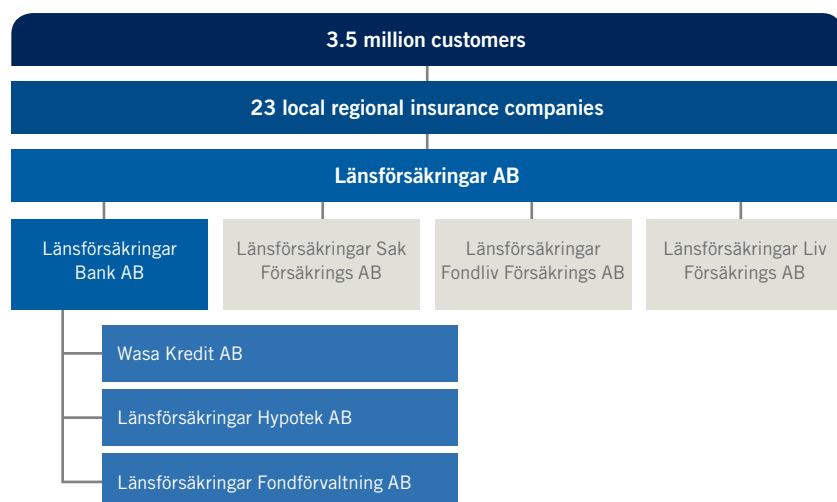 3.5 million customers
23 local regional insurance companies
Länsförsäkringar AB
Länsförsäkringar
Bank AB
Länsförsäkringar Sak
Försäkrings AB
Länsförsäkringar
Fondliv Försäkrings AB
Länsförsäkringar Liv
Försäkrings AB
Wasa Kredit AB
Länsförsäkringar Hypotek AB
Länsförsäkringar Fondförvaltning AB